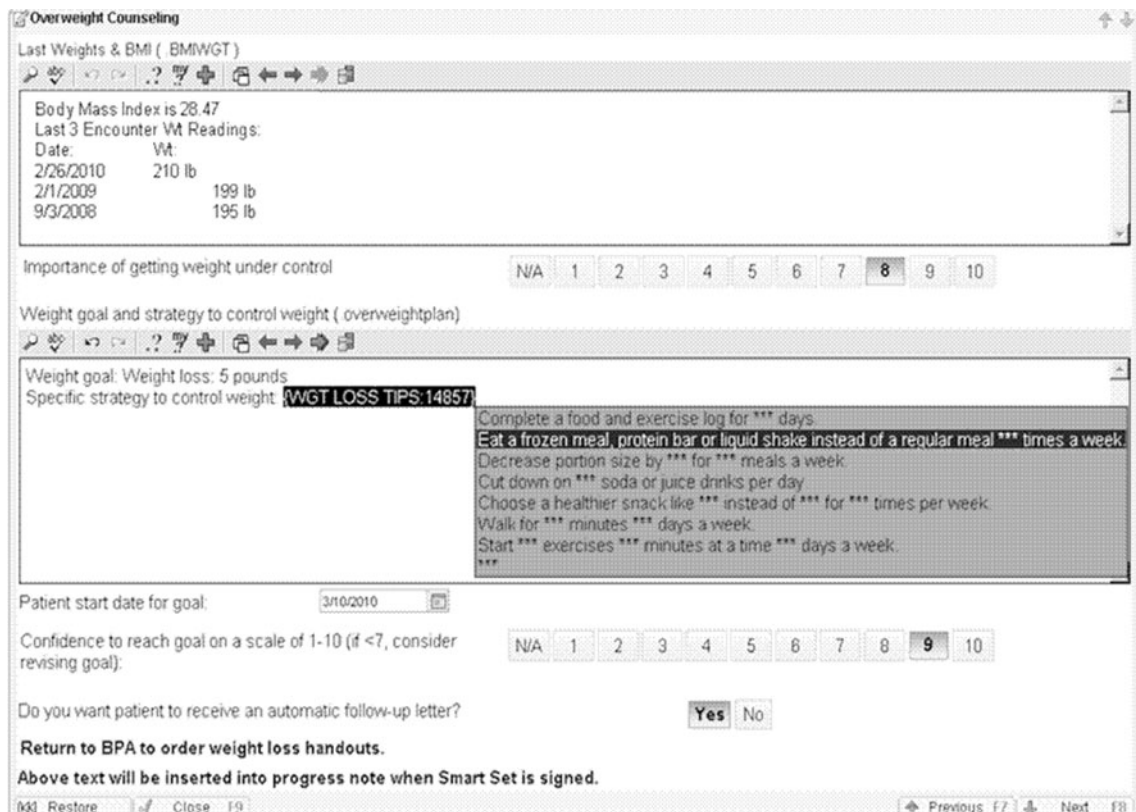 Overweight Counseling
Last Weights & BMI ( .BMIWGT )
Body Mass Index is 28.47
Last 3 Encounter Wt Readings:
Date: Wt:
2/26/2010 210 lb
2/1/2009 199 lb
9/3/2008 195 lb
Importance of getting weight under control N/A 1 2 3 4 5 6 7 8 9 10
Weight goal and strategy to control weight ( overweightplan)
Weight goal: Weight loss: 5 pounds
Specific strategy to control weight: {WGT LOSS TIPS:14857}
Complete a food and exercise log for *** days.
Eat a frozen meal, protein bar or liquid shake instead of a regular meal *** times a week.
Decrease portion size by *** for *** meals a week.
Cut down on *** soda or juice drinks per day
Choose a healthier snack like *** instead of *** for *** times per week.
Walk for *** minutes *** days a week.
Start *** exercises *** minutes at a time *** days a week.
***
Patient start date for goal: 3/10/2010
Confidence to reach goal on a scale of 1-10 (if <7, consider
revising goal): N/A 1 2 3 4 5 6 7 8 9 10
Do you want patient to receive an automatic follow-up letter? Yes No
Return to BPA to order weight loss handouts.
Above text will be inserted into progress note when Smart Set is signed.
Restore Close F9 Previous F7 Next F8